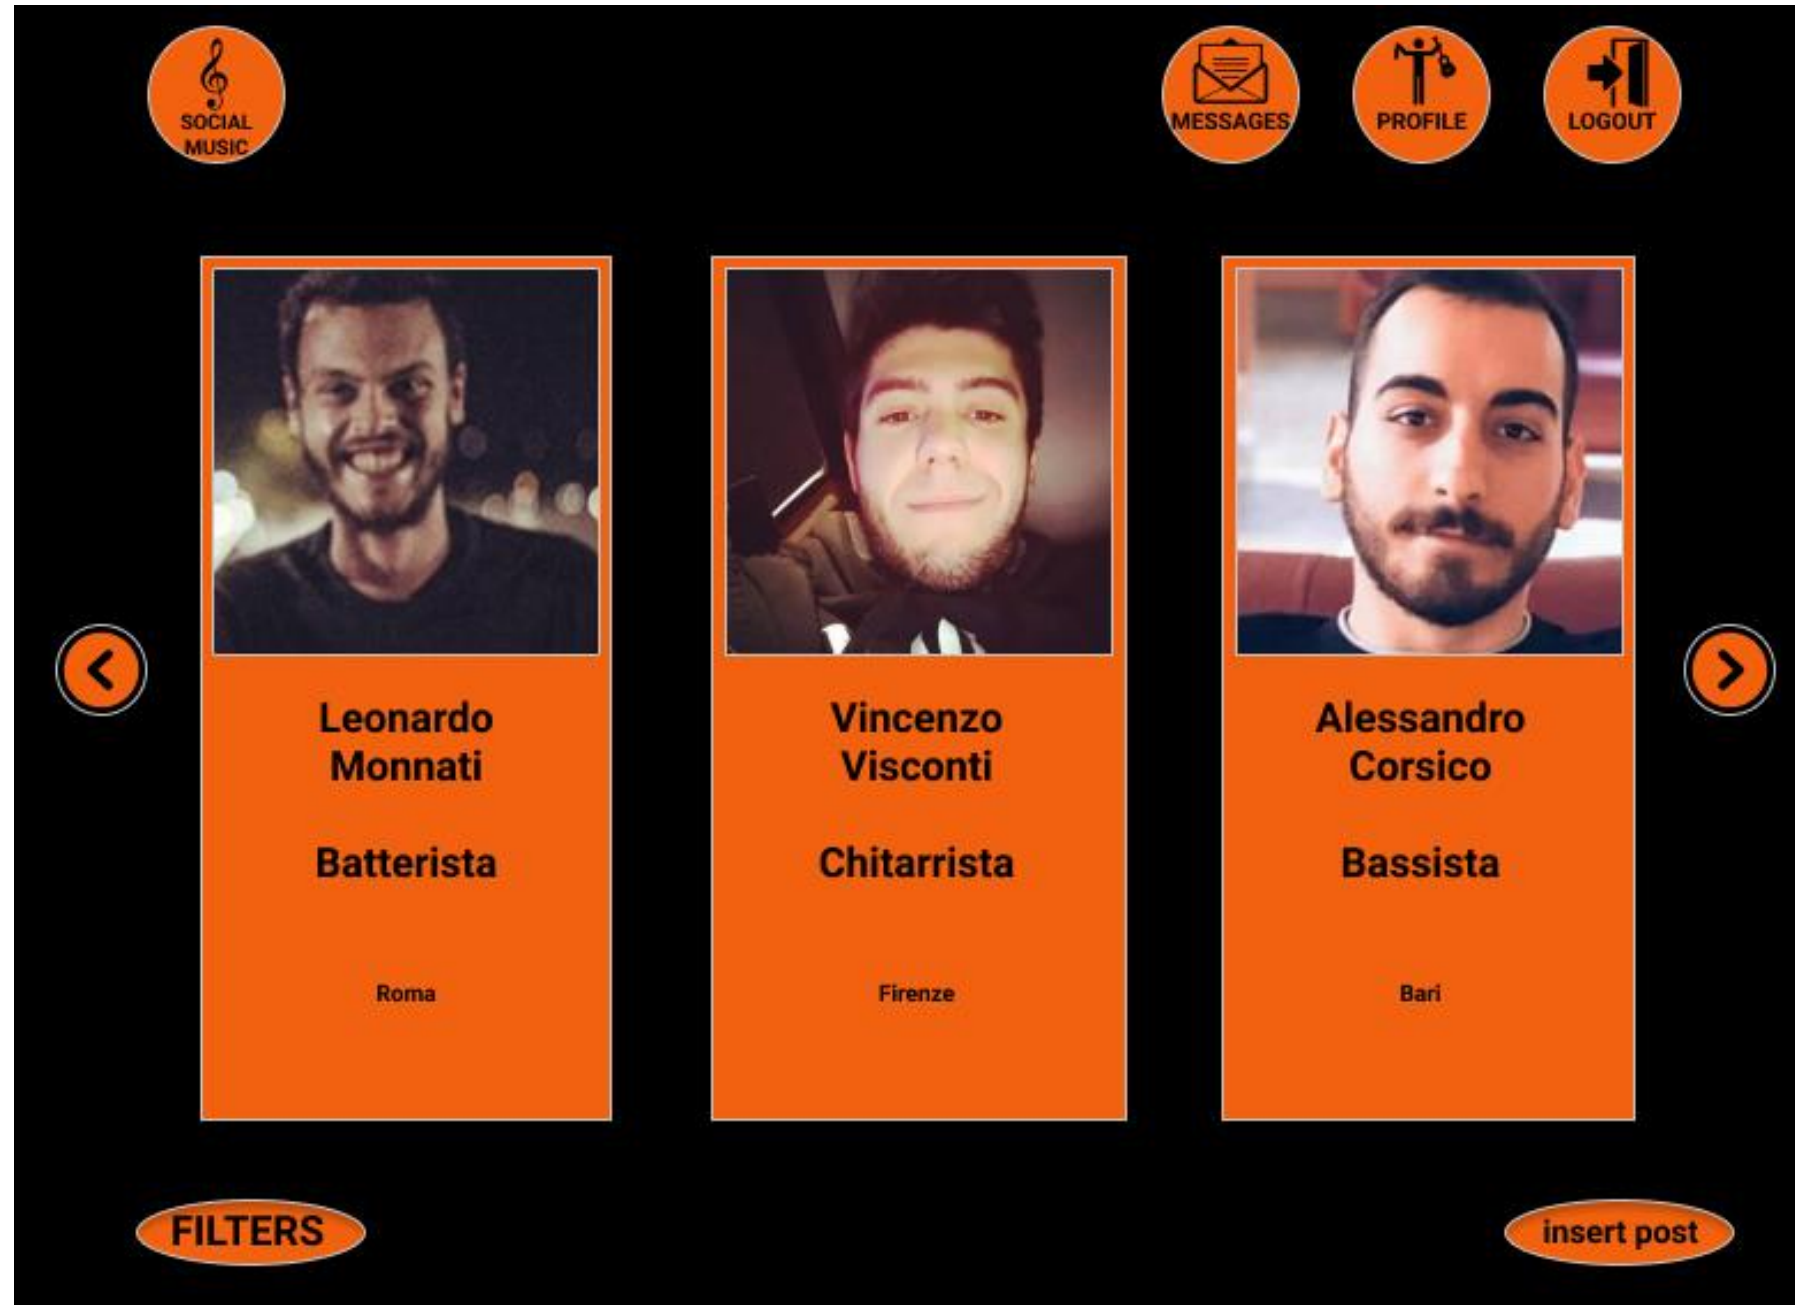 SOCIAL
MUSIC
MESSAGES
PROFILE
LOGOUT
Leonardo
Monnati
Batterista
Roma
Vincenzo
Visconti
Chitarrista
Firenze
Alessandro
Corsico
Bassista
Bari
FILTERS
insert post